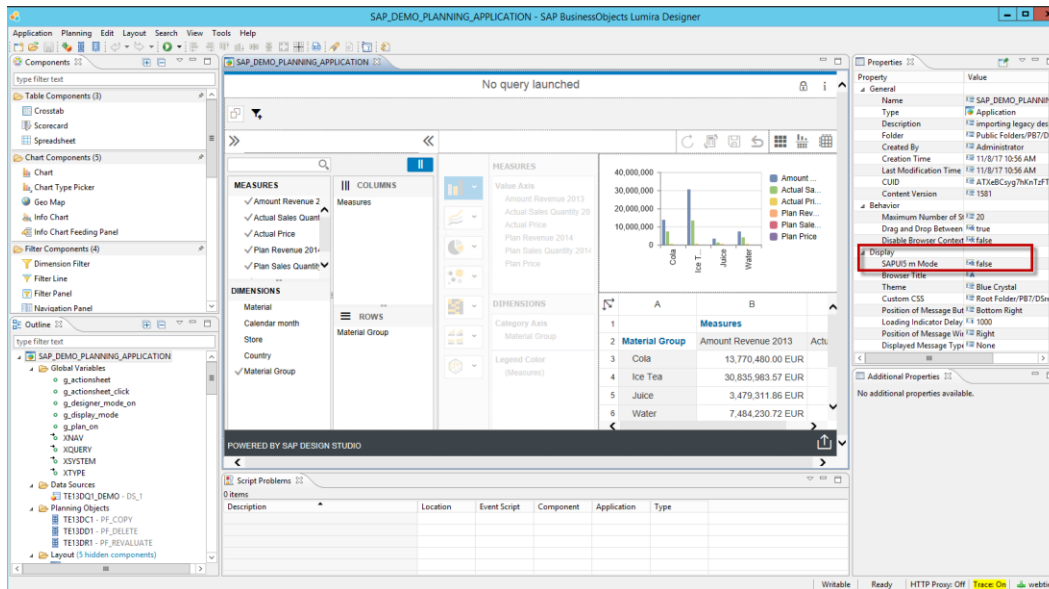 SAP_DEMO_PLANNING_APPLICATION - SAP BusinessObjects Lumira Designer
Application Planning Edit Layout Search View Tools Help
Components
type filter text
Table Components (3)
Crosstab
Scorecard
Spreadsheet
Chart Components (5)
Chart
Chart Type Picker
Geo Map
Info Chart
Info Chart Feeding Panel
Filter Components (4)
Dimension Filter
Filter Line
Filter Panel
Navigation Panel
Outline
type filter text
SAP_DEMO_PLANNING_APPLICATION
Global Variables
g_actionsheet
g_actionsheet_click
g_designer_mode_on
g_display_mode
g_plan_on
XNAV
XQUERY
XSYSTEM
XTYPE
Data Sources
TE13DQ1_DEMO - DS_1
Planning Objects
TE13DC1 - PF_COPY
TE13DD1 - PF_DELETE
TE13DR1 - PF_REVALUATE
Layout (5 hidden components)
SAP_DEMO_PLANNING_APPLICATION
No query launched
MEASURES
Amount Revenue 2
Actual Sales Quant
Actual Price
Plan Revenue 2014
Plan Sales Quantity
DIMENSIONS
Material
Calendar month
Store
Country
Material Group
COLUMNS
Measures
ROWS
Material Group
MEASURES
Value Axis
Amount Revenue 2013
Actual Sales Quantity 20
Actual Price
Plan Revenue 2014
Plan Sales Quantity 2014
Plan Price
DIMENSIONS
Category Axis
Material Group
Legend Color
(Measures)
40,000,000
30,000,000
20,000,000
10,000,000
0
Cola
Ice T...
Juice
Water
Amount ...
Actual Sa...
Actual Pri...
Plan Rev...
Plan Sale...
Plan Price
A B
1 Measures
2 Material Group Amount Revenue 2013 Actu
3 Cola 13,770,480.00 EUR
4 Ice Tea 30,835,983.57 EUR
5 Juice 3,479,311.86 EUR
6 Water 7,484,230.72 EUR
POWERED BY SAP DESIGN STUDIO
Script Problems
0 items
Description Location Event Script Component Application Type
Properties
Property Value
General
Name SAP_DEMO_PLANNIN
Type Application
Description importing legacy des
Folder Public Folders/PB7/D
Created By Administrator
Creation Time 11/8/17 10:56 AM
Last Modification Time 11/8/17 10:56 AM
CUID
Content Version 1581
Behavior
Maximum Number of St 20
Drag and Drop Between true
Disable Browser Context false
Display
SAPUI5 m Mode false
Browser Title
Theme Blue Crystal
Custom CSS Root Folder/PB7/DSre
Position of Message But Bottom Right
Loading Indicator Delay 1000
Position of Message Wi Right
Displayed Message Type None
Additional Properties
No additional properties available.
Writable Ready HTTP Proxy: Off Trace: On webti